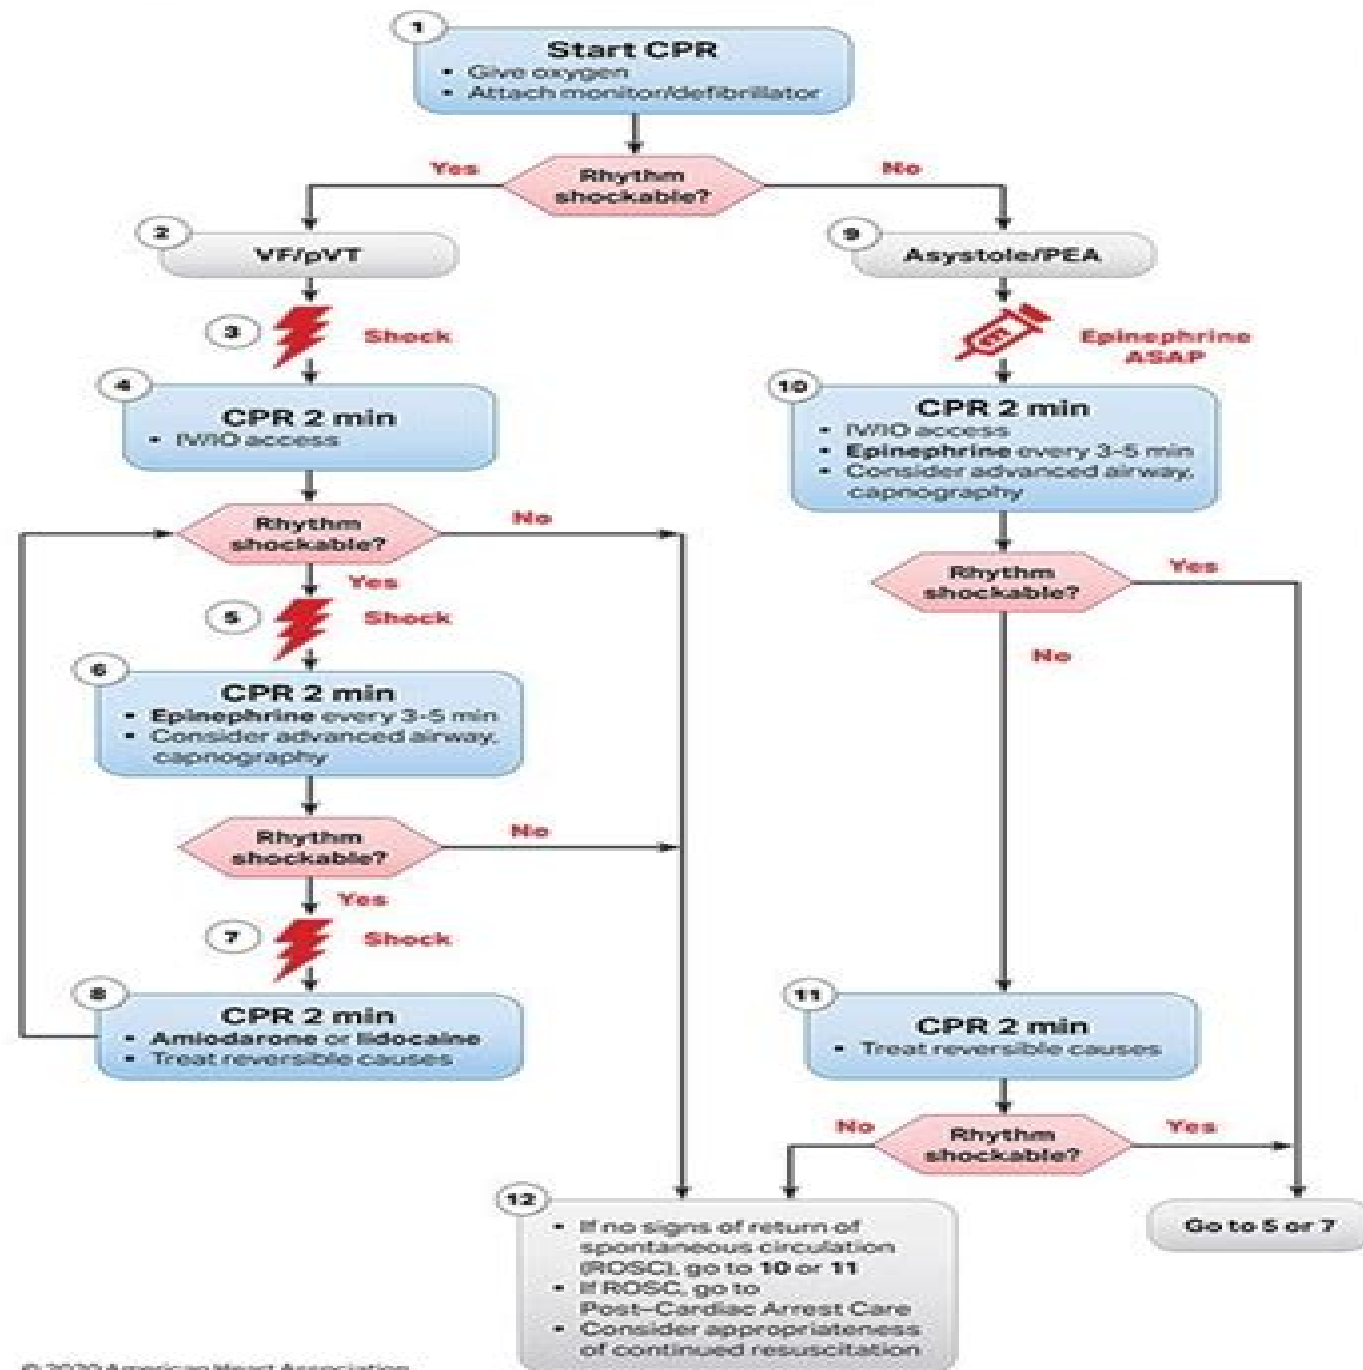 1
Start CPR
• Give oxygen
• Attach monitor/defibrillator
Rhythm
shockable?
Yes
No
2
VF/pVT
3
Shock
4
CPR 2 min
• IV/IO access
Rhythm
shockable?
No
Yes
5
Shock
6
CPR 2 min
• Epinephrine every 3-5 min
• Consider advanced airway,
capnography
Rhythm
shockable?
No
Yes
7
Shock
8
CPR 2 min
• Amiodarone or lidocaine
• Treat reversible causes
9
Asystole/PEA
Epinephrine
ASAP
10
CPR 2 min
• IV/IO access
• Epinephrine every 3-5 min
• Consider advanced airway,
capnography
Rhythm
shockable?
Yes
No
11
CPR 2 min
• Treat reversible causes
Rhythm
shockable?
No
Yes
12
• If no signs of return of
spontaneous circulation
(ROSC), go to 10 or 11
• If ROSC, go to
Post–Cardiac Arrest Care
• Consider appropriateness
of continued resuscitation
Go to 5 or 7
© 2020 American Heart Association